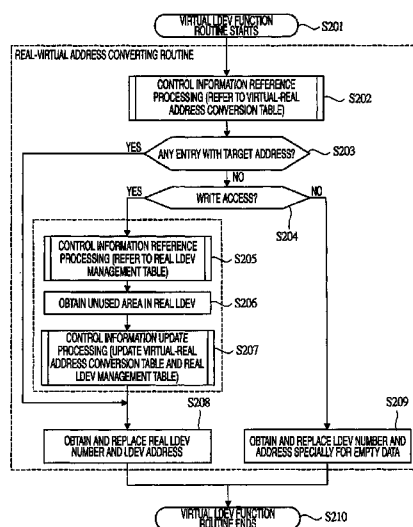 VIRTUAL LDEV FUNCTION
ROUTINE STARTS
S201
REAL-VIRTUAL ADDRESS CONVERTING ROUTINE
CONTROL INFORMATION REFERENCE
PROCESSING (REFER TO VIRTUAL-REAL
ADDRESS CONVERSION TABLE)
S202
YES
ANY ENTRY WITH TARGET ADDRESS?
S203
NO
YES
WRITE ACCESS?
NO
S204
CONTROL INFORMATION REFERENCE
PROCESSING (REFER TO REAL LDEV
MANAGEMENT TABLE)
S205
OBTAIN UNUSED AREA IN REAL LDEV
S206
CONTROL INFORMATION UPDATE
PROCESSING (UPDATE VIRTUAL-REAL
ADDRESS CONVERSION TABLE AND REAL
LDEV MANAGEMENT TABLE)
S207
S208
S209
OBTAIN AND REPLACE REAL LDEV
NUMBER AND LDEV ADDRESS
OBTAIN AND REPLACE LDEV NUMBER AND
ADDRESS SPECIALLY FOR EMPTY DATA
VIRTUAL LDEV FUNCTION
ROUTINE ENDS
S210